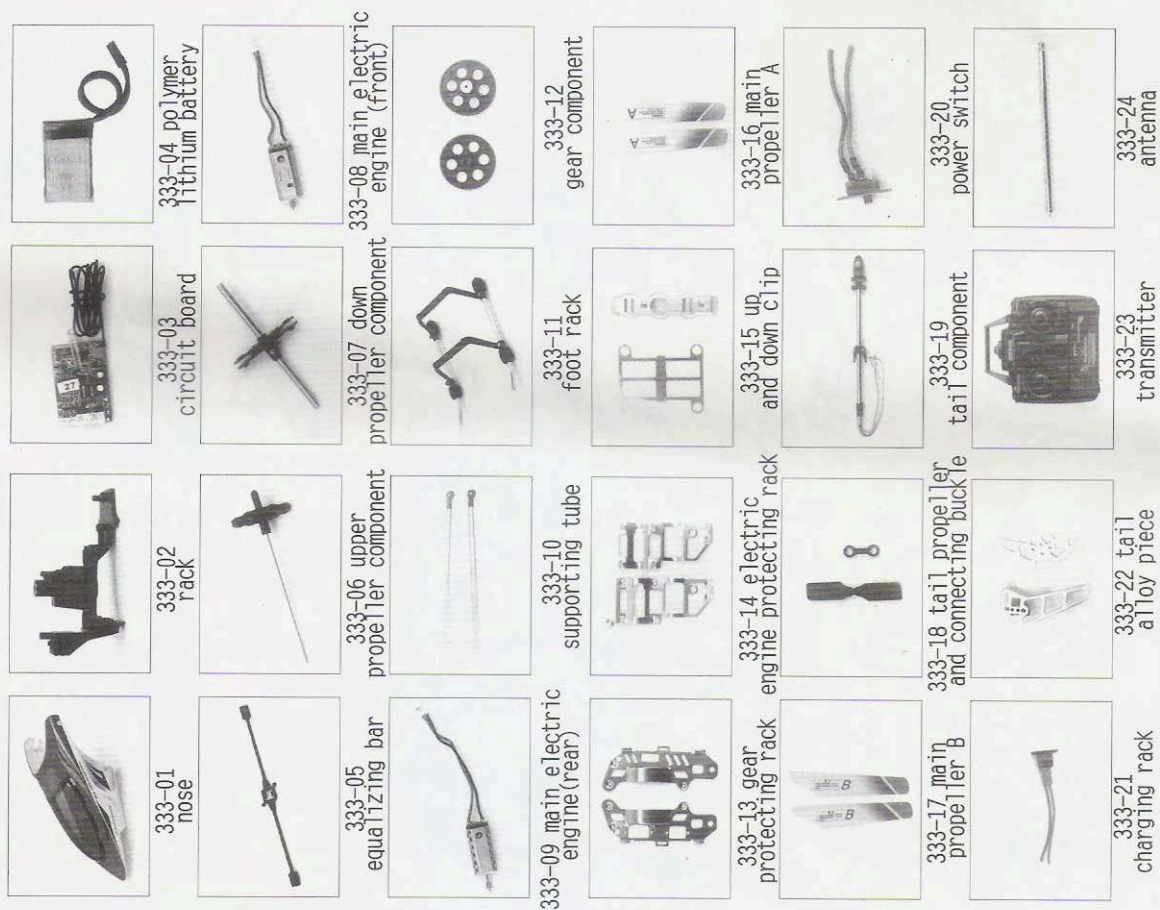 27
333-01
nose
333-02
rack
333-03
circuit board
333-04 polymer
lithium battery
333-05
equalizing bar
333-06 upper
propeller component
333-07 down
propeller component
333-08 main electric
engine (front)
333-09 main electric
engine(rear)
333-10
supporting tube
333-11
foot rack
333-12
gear component
A
A
333-13 gear
protecting rack
333-14 electric
engine protecting rack
333-15 up
and down clip
333-16 main
propeller A
B
B
333-17 main
propeller B
333-18 tail propeller
and connecting buckle
333-19
tail component
333-20
power switch
333-21
charging rack
333-22 tail
alloy piece
333-23
transmitter
333-24
antenna